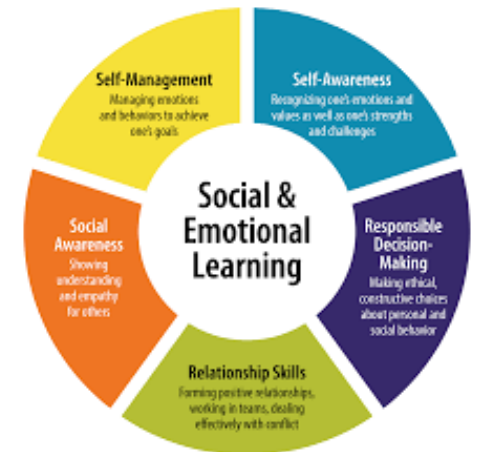 Social &
Emotional
Learning
Self-Awareness
Recognizing one's emotions and
values as well as one's strengths
and challenges
Responsible
Decision-
Making
Making ethical,
constructive choices
about personal and
social behavior
Relationship Skills
Forming positive relationships,
working in teams, dealing
effectively with conflict
Social
Awareness
Showing
understanding
and empathy
for others
Self-Management
Managing emotions
and behaviors to achieve
one's goals